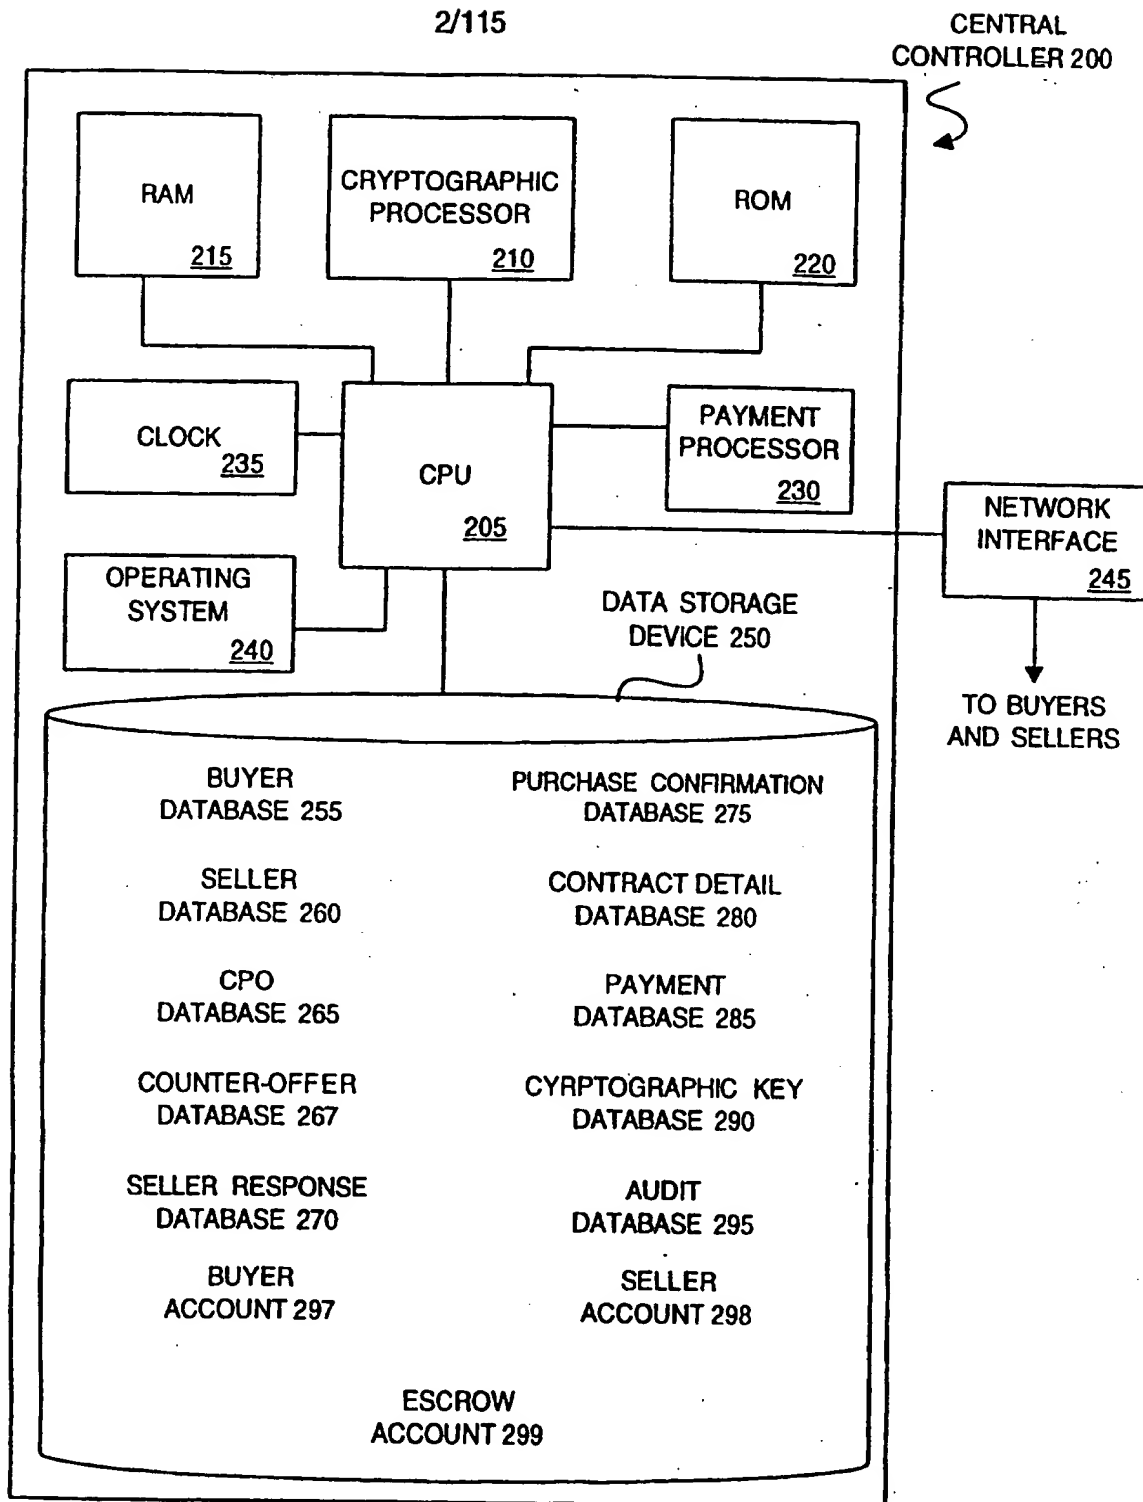 2/115
CENTRAL
CONTROLLER 200
RAM
215
CRYPTOGRAPHIC
PROCESSOR
210
ROM
220
CLOCK
235
CPU
205
PAYMENT
PROCESSOR
230
NETWORK
INTERFACE
245
OPERATING
SYSTEM
240
DATA STORAGE
DEVICE 250
TO BUYERS
AND SELLERS
BUYER
DATABASE 255
PURCHASE CONFIRMATION
DATABASE 275
SELLER
DATABASE 260
CONTRACT DETAIL
DATABASE 280
CPO
DATABASE 265
PAYMENT
DATABASE 285
COUNTER-OFFER
DATABASE 267
CYRPTOGRAPHIC KEY
DATABASE 290
SELLER RESPONSE
DATABASE 270
AUDIT
DATABASE 295
BUYER
ACCOUNT 297
SELLER
ACCOUNT 298
ESCROW
ACCOUNT 299